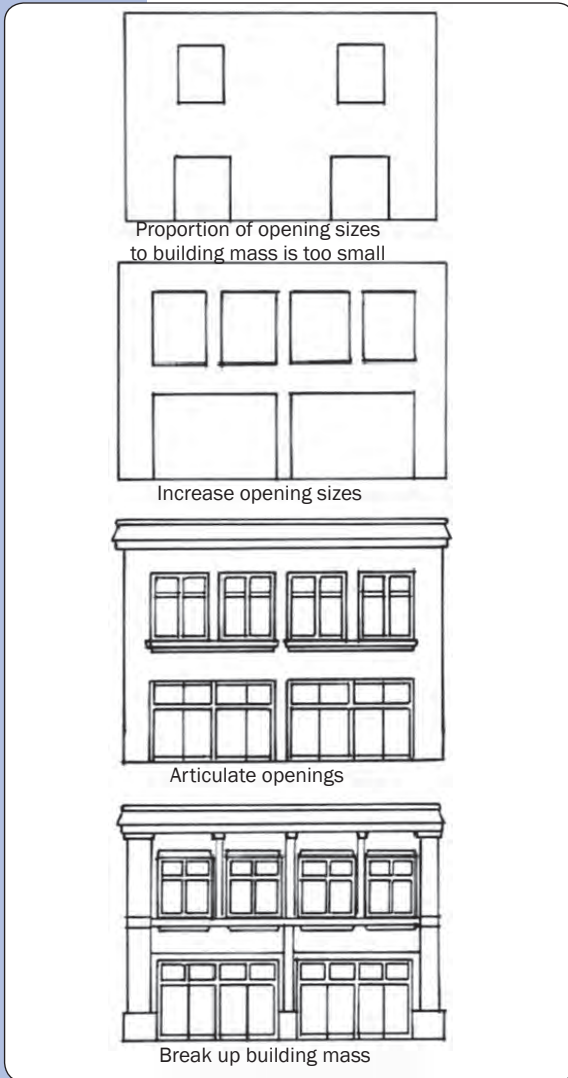 Proportion of opening sizes
to building mass is too small
Increase opening sizes
Articulate openings
Break up building mass